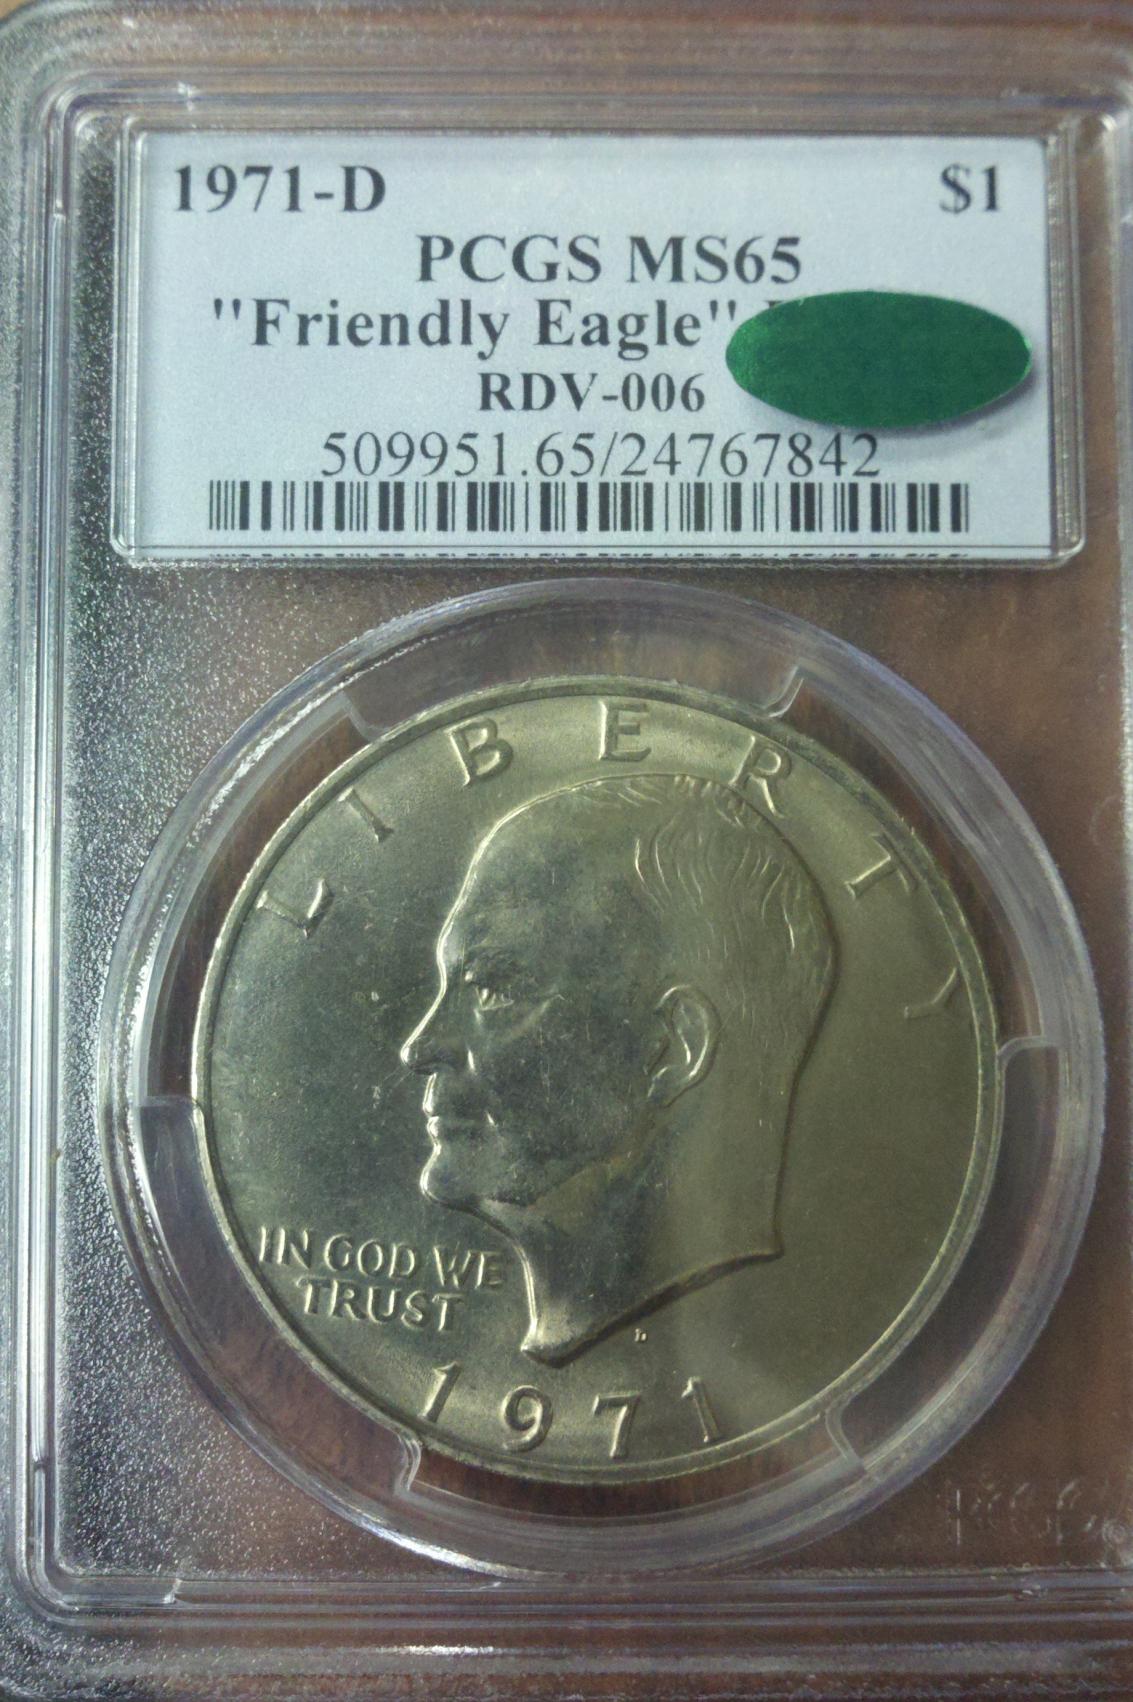 1971-D $1
PCGS MS65
"Friendly Eagle"
RDV-006
509951.65/24767842
LIBERTY
IN GOD WE
TRUST
D
1971